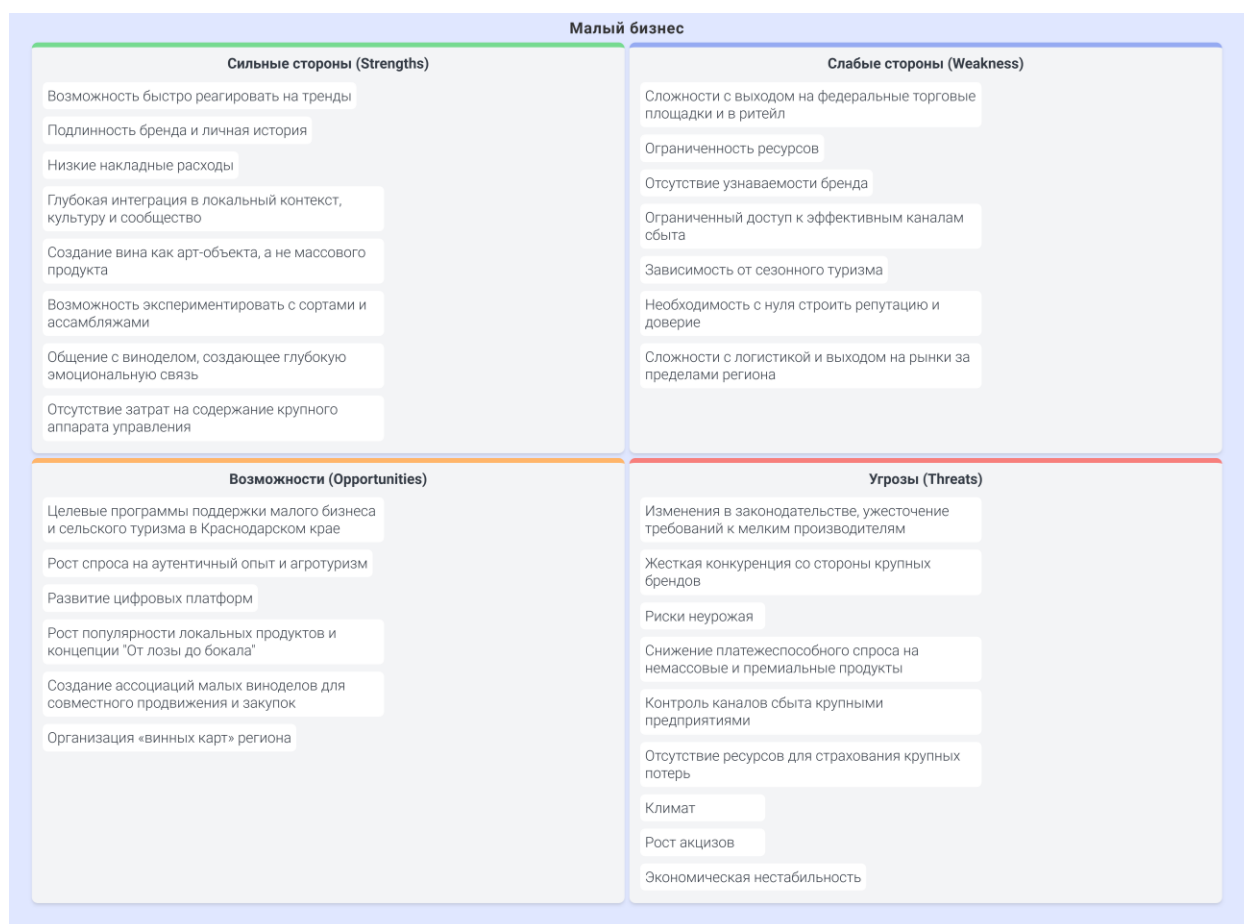 Малый бизнес
Сильные стороны (Strengths)
Возможность быстро реагировать на тренды
Подлинность бренда и личная история
Низкие накладные расходы
Глубокая интеграция в локальный контекст,
культуру и сообщество
Создание вина как арт-объекта, а не массового
продукта
Возможность экспериментировать с сортами и
ассамбляжами
Общение с виноделом, создающее глубокую
эмоциональную связь
Отсутствие затрат на содержание крупного
аппарата управления
Слабые стороны (Weakness)
Сложности с выходом на федеральные торговые
площадки и в ритейл
Ограниченность ресурсов
Отсутствие узнаваемости бренда
Ограниченный доступ к эффективным каналам
сбыта
Зависимость от сезонного туризма
Необходимость с нуля строить репутацию и
доверие
Сложности с логистикой и выходом на рынки за
пределами региона
Возможности (Opportunities)
Целевые программы поддержки малого бизнеса
и сельского туризма в Краснодарском крае
Рост спроса на аутентичный опыт и агротуризм
Развитие цифровых платформ
Рост популярности локальных продуктов и
концепции "От лозы до бокала"
Создание ассоциаций малых виноделов для
совместного продвижения и закупок
Организация «винных карт» региона
Угрозы (Threats)
Изменения в законодательстве, ужесточение
требований к мелким производителям
Жесткая конкуренция со стороны крупных
брендов
Риски неурожая
Снижение платежеспособного спроса на
немассовые и премиальные продукты
Контроль каналов сбыта крупными
предприятиями
Отсутствие ресурсов для страхования крупных
потерь
Климат
Рост акцизов
Экономическая нестабильность